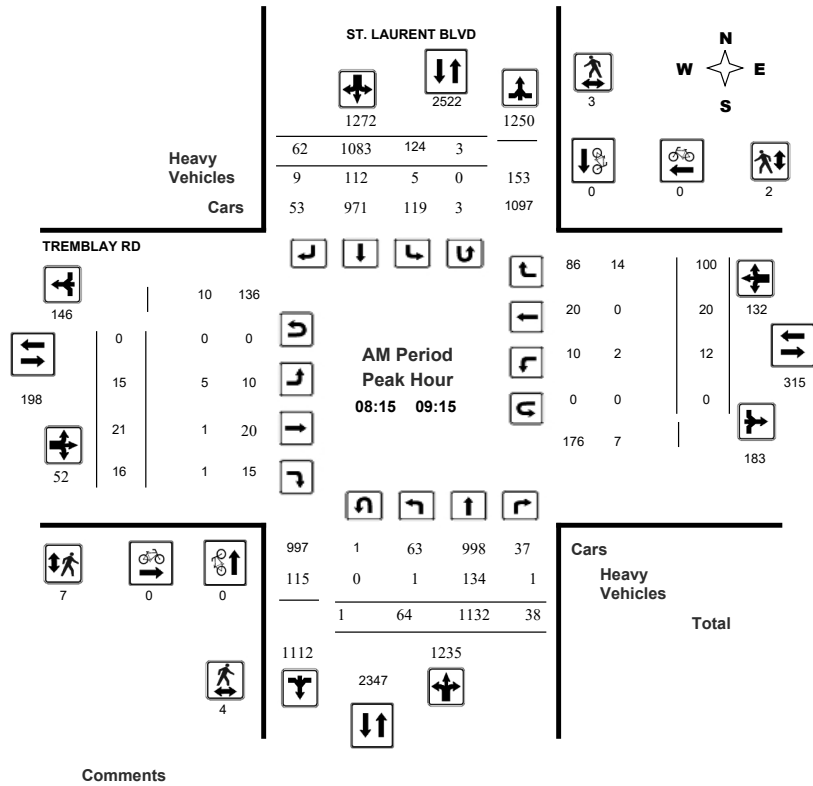 ST. LAURENT BLVD
N
W E
S
2522
3
1272 1250
62 1083 124 3
Heavy
Vehicles
9 112 5 0 153
0 0 2
Cars 53 971 119 3 1097
TREMBLAY RD
86 14 100
146
10 136
132
20 0 20
0 0 0
AM Period
Peak Hour
10 2 12
315
15 5 10
198
08:15 09:15
0 0 0
21 1 20
176 7
183
52
16 1 15
997 1 63 998 37 Cars
115 0 1 134 1 Heavy
Vehicles
7 0 0
1 64 1132 38 Total
1112 1235
2347
4
Comments